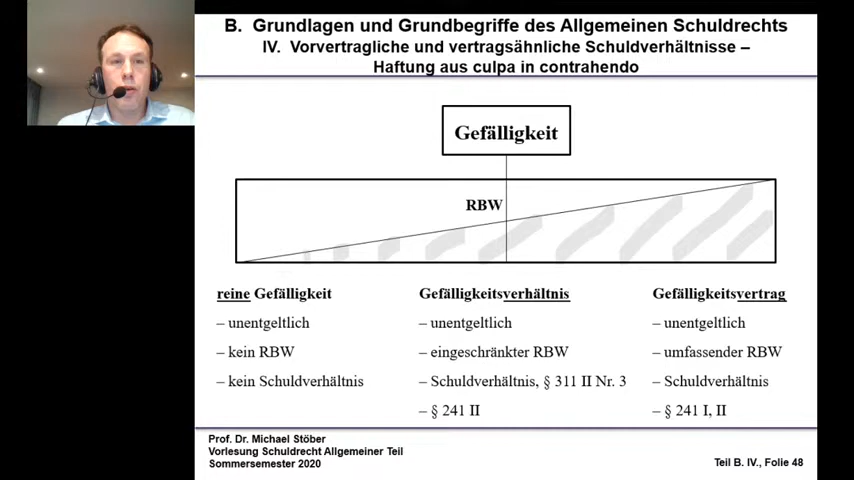 B. Grundlagen und Grundbegriffe des Allgemeinen Schuldrechts
IV. Vorvertragliche und vertragsähnliche Schuldverhältnisse –
Haftung aus culpa in contrahendo
Gefälligkeit
RBW
reine Gefälligkeit
– unentgeltlich
– kein RBW
– kein Schuldverhältnis
Gefälligkeitsverhältnis
– unentgeltlich
– eingeschränkter RBW
– Schuldverhältnis, § 311 II Nr. 3
– § 241 II
Gefälligkeitsvertrag
– unentgeltlich
– umfassender RBW
– Schuldverhältnis
– § 241 I, II
Prof. Dr. Michael Stöber
Vorlesung Schuldrecht Allgemeiner Teil
Sommersemester 2020
Teil B. IV., Folie 48